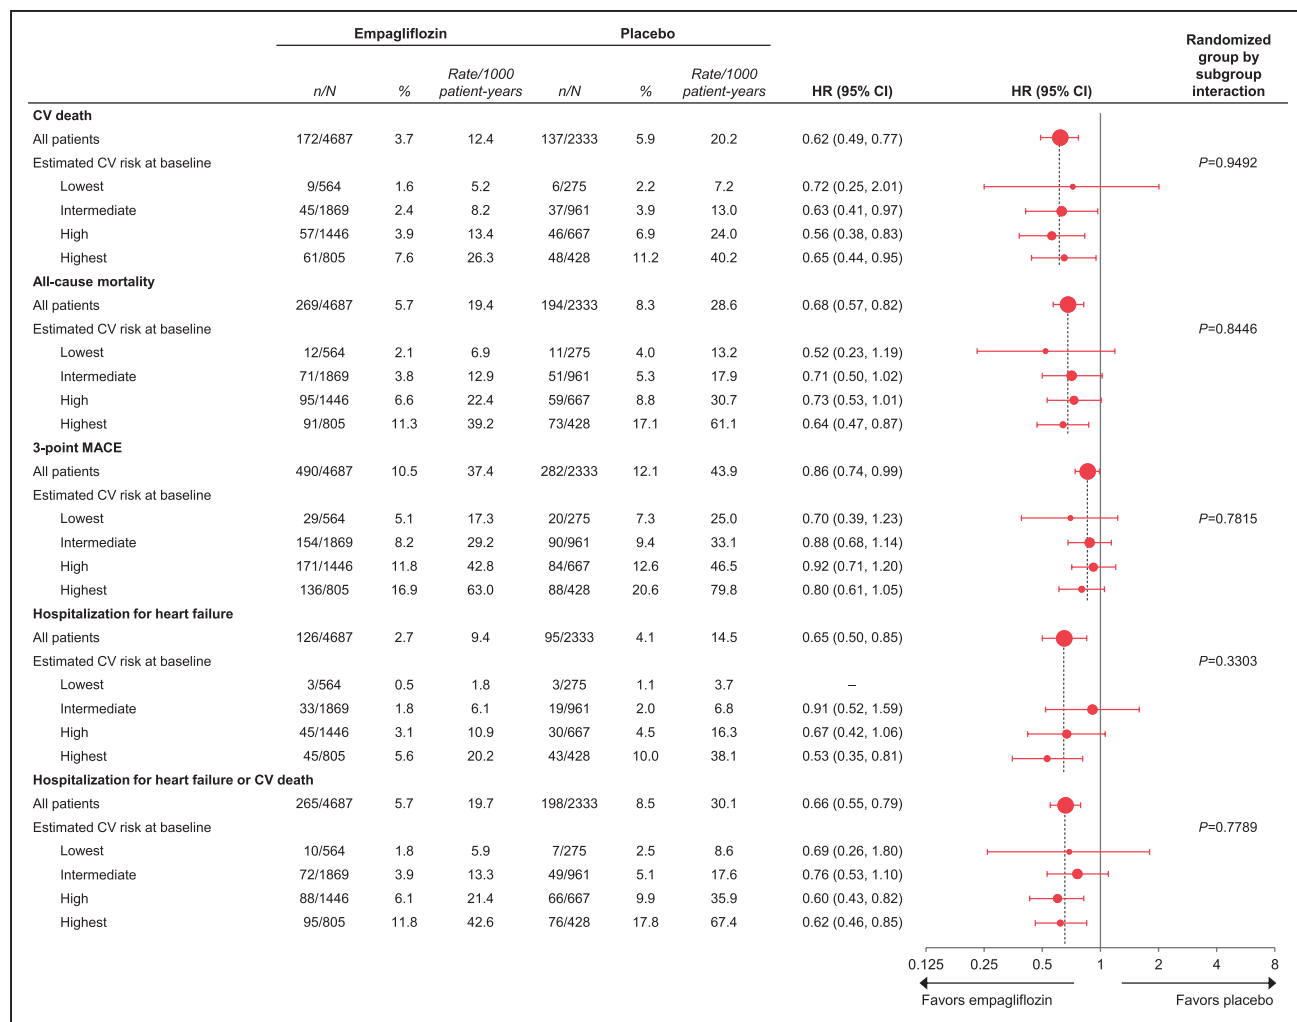 Empagliflozin Placebo Randomized group by subgroup interaction
n/N % Rate/1000 patient-years n/N % Rate/1000 patient-years HR (95% CI) HR (95% CI)
CV death
All patients 172/4687 3.7 12.4 137/2333 5.9 20.2 0.62 (0.49, 0.77)
Estimated CV risk at baseline P=0.9492
Lowest 9/564 1.6 5.2 6/275 2.2 7.2 0.72 (0.25, 2.01)
Intermediate 45/1869 2.4 8.2 37/961 3.9 13.0 0.63 (0.41, 0.97)
High 57/1446 3.9 13.4 46/667 6.9 24.0 0.56 (0.38, 0.83)
Highest 61/805 7.6 26.3 48/428 11.2 40.2 0.65 (0.44, 0.95)
All-cause mortality
All patients 269/4687 5.7 19.4 194/2333 8.3 28.6 0.68 (0.57, 0.82)
Estimated CV risk at baseline P=0.8446
Lowest 12/564 2.1 6.9 11/275 4.0 13.2 0.52 (0.23, 1.19)
Intermediate 71/1869 3.8 12.9 51/961 5.3 17.9 0.71 (0.50, 1.02)
High 95/1446 6.6 22.4 59/667 8.8 30.7 0.73 (0.53, 1.01)
Highest 91/805 11.3 39.2 73/428 17.1 61.1 0.64 (0.47, 0.87)
3-point MACE
All patients 490/4687 10.5 37.4 282/2333 12.1 43.9 0.86 (0.74, 0.99)
Estimated CV risk at baseline
Lowest 29/564 5.1 17.3 20/275 7.3 25.0 0.70 (0.39, 1.23) P=0.7815
Intermediate 154/1869 8.2 29.2 90/961 9.4 33.1 0.88 (0.68, 1.14)
High 171/1446 11.8 42.8 84/667 12.6 46.5 0.92 (0.71, 1.20)
Highest 136/805 16.9 63.0 88/428 20.6 79.8 0.80 (0.61, 1.05)
Hospitalization for heart failure
All patients 126/4687 2.7 9.4 95/2333 4.1 14.5 0.65 (0.50, 0.85)
Estimated CV risk at baseline P=0.3303
Lowest 3/564 0.5 1.8 3/275 1.1 3.7 –
Intermediate 33/1869 1.8 6.1 19/961 2.0 6.8 0.91 (0.52, 1.59)
High 45/1446 3.1 10.9 30/667 4.5 16.3 0.67 (0.42, 1.06)
Highest 45/805 5.6 20.2 43/428 10.0 38.1 0.53 (0.35, 0.81)
Hospitalization for heart failure or CV death
All patients 265/4687 5.7 19.7 198/2333 8.5 30.1 0.66 (0.55, 0.79)
Estimated CV risk at baseline P=0.7789
Lowest 10/564 1.8 5.9 7/275 2.5 8.6 0.69 (0.26, 1.80)
Intermediate 72/1869 3.9 13.3 49/961 5.1 17.6 0.76 (0.53, 1.10)
High 88/1446 6.1 21.4 66/667 9.9 35.9 0.60 (0.43, 0.82)
Highest 95/805 11.8 42.6 76/428 17.8 67.4 0.62 (0.46, 0.85)
0.125 0.25 0.5 1 2 4 8
Favors empagliflozin Favors placebo